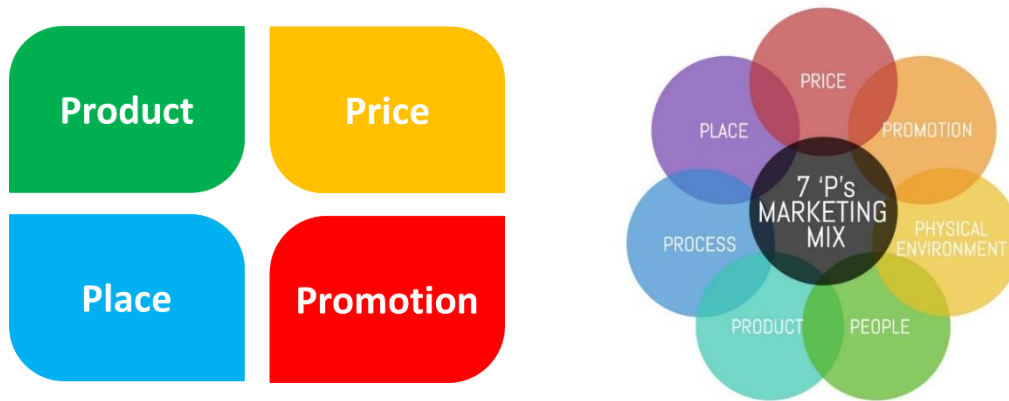 Product
Price
Place
Promotion
PRICE
PLACE
PROMOTION
7 'P's
MARKETING
MIX
PROCESS
PHYSICAL
ENVIRONMENT
PRODUCT
PEOPLE